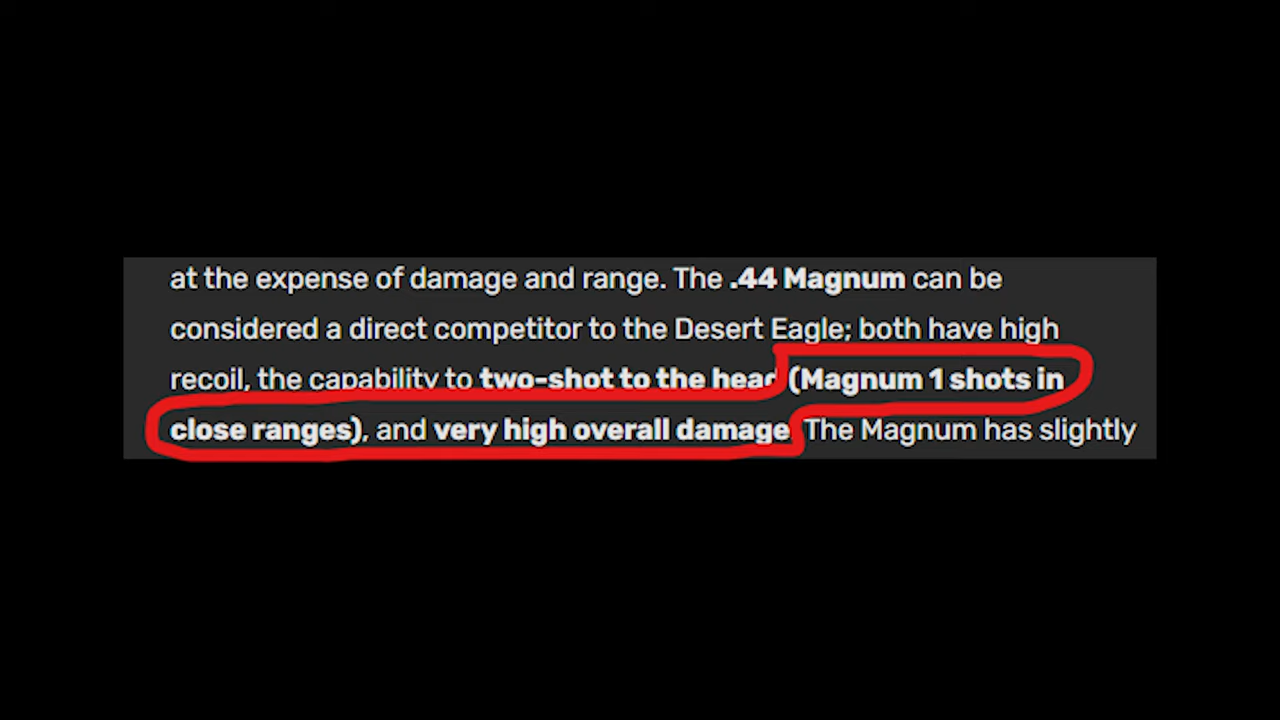 at the expense of damage and range. The .44 Magnum can be
considered a direct competitor to the Desert Eagle; both have high
recoil, the capability to two-shot to the head (Magnum 1 shots in
close ranges), and very high overall damage. The Magnum has slightly